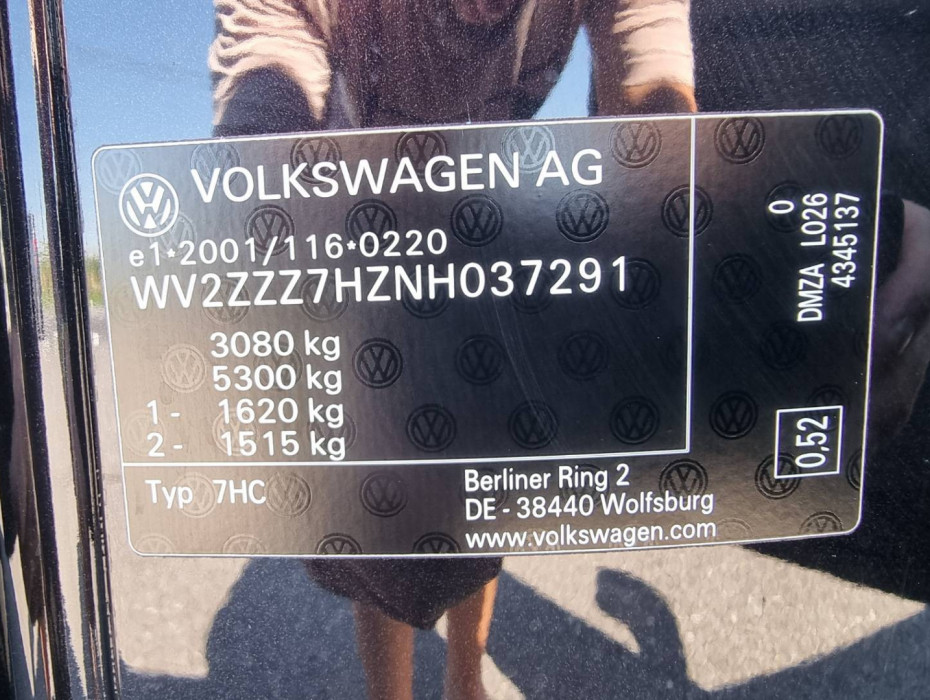 VOLKSWAGEN AG
e1*2001/116*0220
WV2ZZZ7HZNH037291
3080 kg
5300 kg
1- 1620 kg
2- 1515 kg
Typ 7HC
Berliner Ring 2
DE - 38440 Wolfsburg
www.volkswagen.com
0
DMZA L026
4345137
0,52